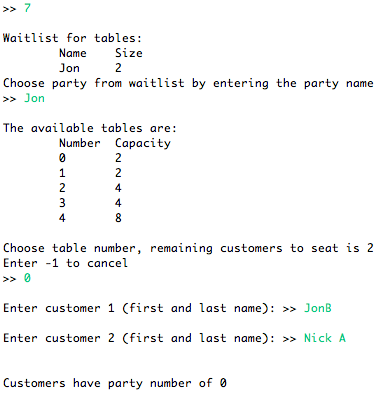 >> 7
Waitlist for tables:
Name Size
Jon 2
Choose party from waitlist by entering the party name
>> Jon
The available tables are:
Number Capacity
0 2
1 2
2 4
3 4
4 8
Choose table number, remaining customers to seat is 2
Enter -1 to cancel
>> 0
Enter customer 1 (first and last name): >> JonB
Enter customer 2 (first and last name): >> Nick A
Customers have party number of 0